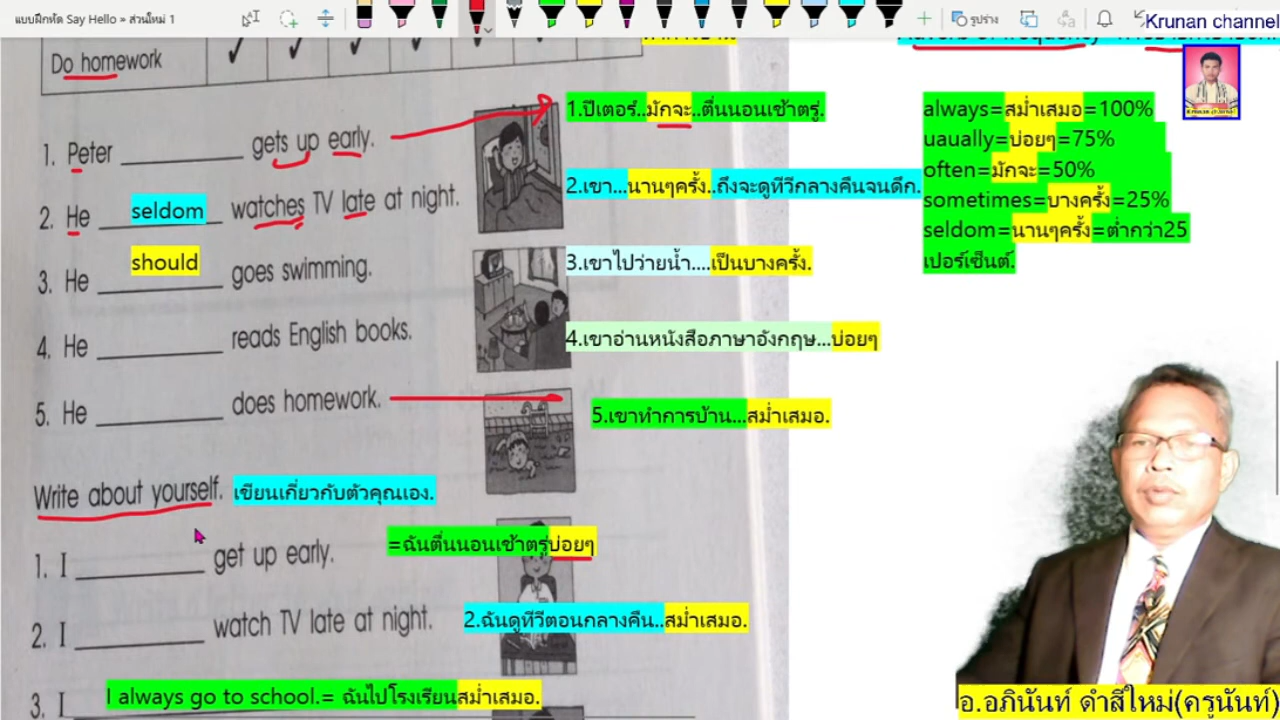 แบบฝึกหัด Say Hello » ส่วนใหม่ 1
รูปร่าง
Krunan channel
Do homework
1. Peter __________ gets up early.
1.ปีเตอร์..มักจะ..ตื่นนอนเช้าตรู่.
2. He seldom watches TV late at night.
2.เขา...นานๆครั้ง..ถึงจะดูทีวีกลางคืนจนดึก.
should
3. He __________ goes swimming.
3.เขาไปว่ายน้ำ....เป็นบางครั้ง.
4. He __________ reads English books.
4.เขาอ่านหนังสือภาษาอังกฤษ...บ่อยๆ
5. He __________ does homework.
5.เขาทำการบ้าน...สม่ำเสมอ.
always=สม่ำเสมอ=100%
uaually=บ่อยๆ=75%
often=มักจะ=50%
sometimes=บางครั้ง=25%
seldom=นานๆครั้ง=ต่ำกว่า25
เปอร์เซ็นต์.
Write about yourself. เขียนเกี่ยวกับตัวคุณเอง.
1. I __________ get up early.
=ฉันตื่นนอนเช้าตรู่บ่อยๆ
2. I __________ watch TV late at night.
2.ฉันดูทีวีตอนกลางคืน..สม่ำเสมอ.
3. I I always go to school.= ฉันไปโรงเรียนสม่ำเสมอ.
อ.อภินันท์ ดำสีใหม่(ครูนันท์)